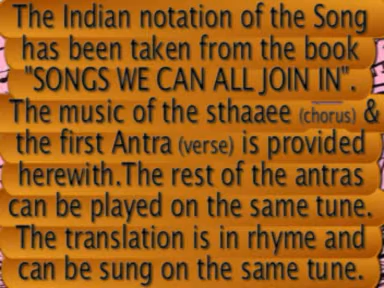 The Indian notation of the Song
has been taken from the book
"SONGS WE CAN ALL JOIN IN".
The music of the sthaaee (chorus) &
the first Antra (verse) is provided
herewith.The rest of the antras
can be played on the same tune.
The translation is in rhyme and
can be sung on the same tune.